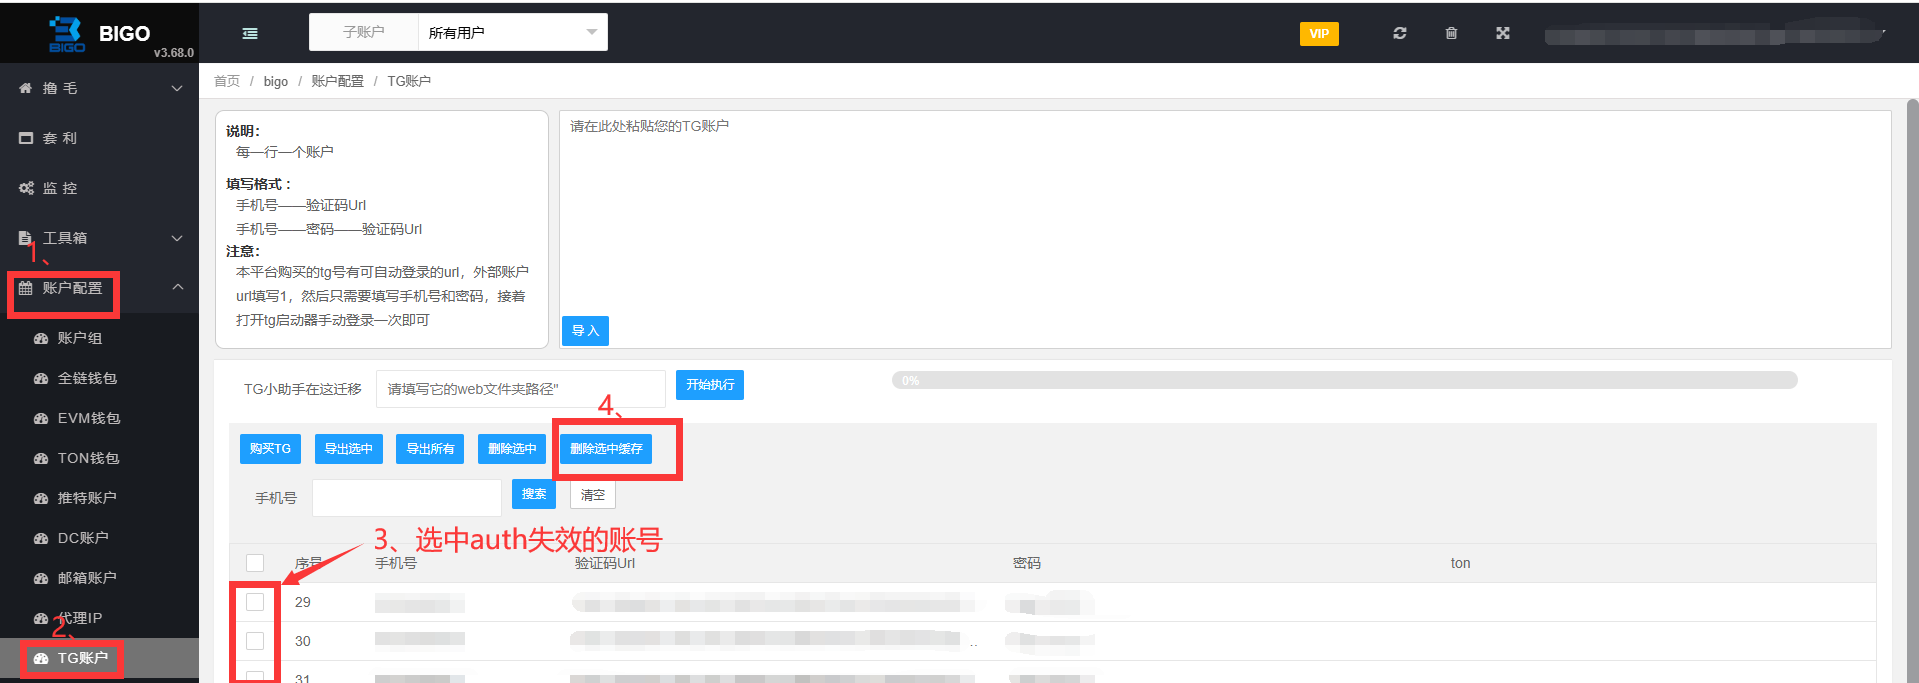 BIGO
BIGO
v3.68.0
子账户
所有用户
VIP
首页 / bigo / 账户配置 / TG账户
撸 毛
套 利
监 控
工具箱
1、
账户配置
账户组
全链钱包
EVM钱包
TON钱包
推特账户
DC账户
邮箱账户
代理IP
2、
TG账户
说明：
每一行一个账户
填写格式：
手机号——验证码Url
手机号——密码——验证码Url
注意：
本平台购买的tg号有可自动登录的url，外部账户
url填写1，然后只需要填写手机号和密码，接着
打开tg启动器手动登录一次即可
请在此处粘贴您的TG账户
导 入
TG小助手在这迁移
请填写它的web文件夹路径"
开始执行
0%
4、
购买TG
导出选中
导出所有
删除选中
删除选中缓存
手机号
搜索
清空
3、选中auth失效的账号
序号
手机号
验证码Url
密码
ton
29
30
..
31